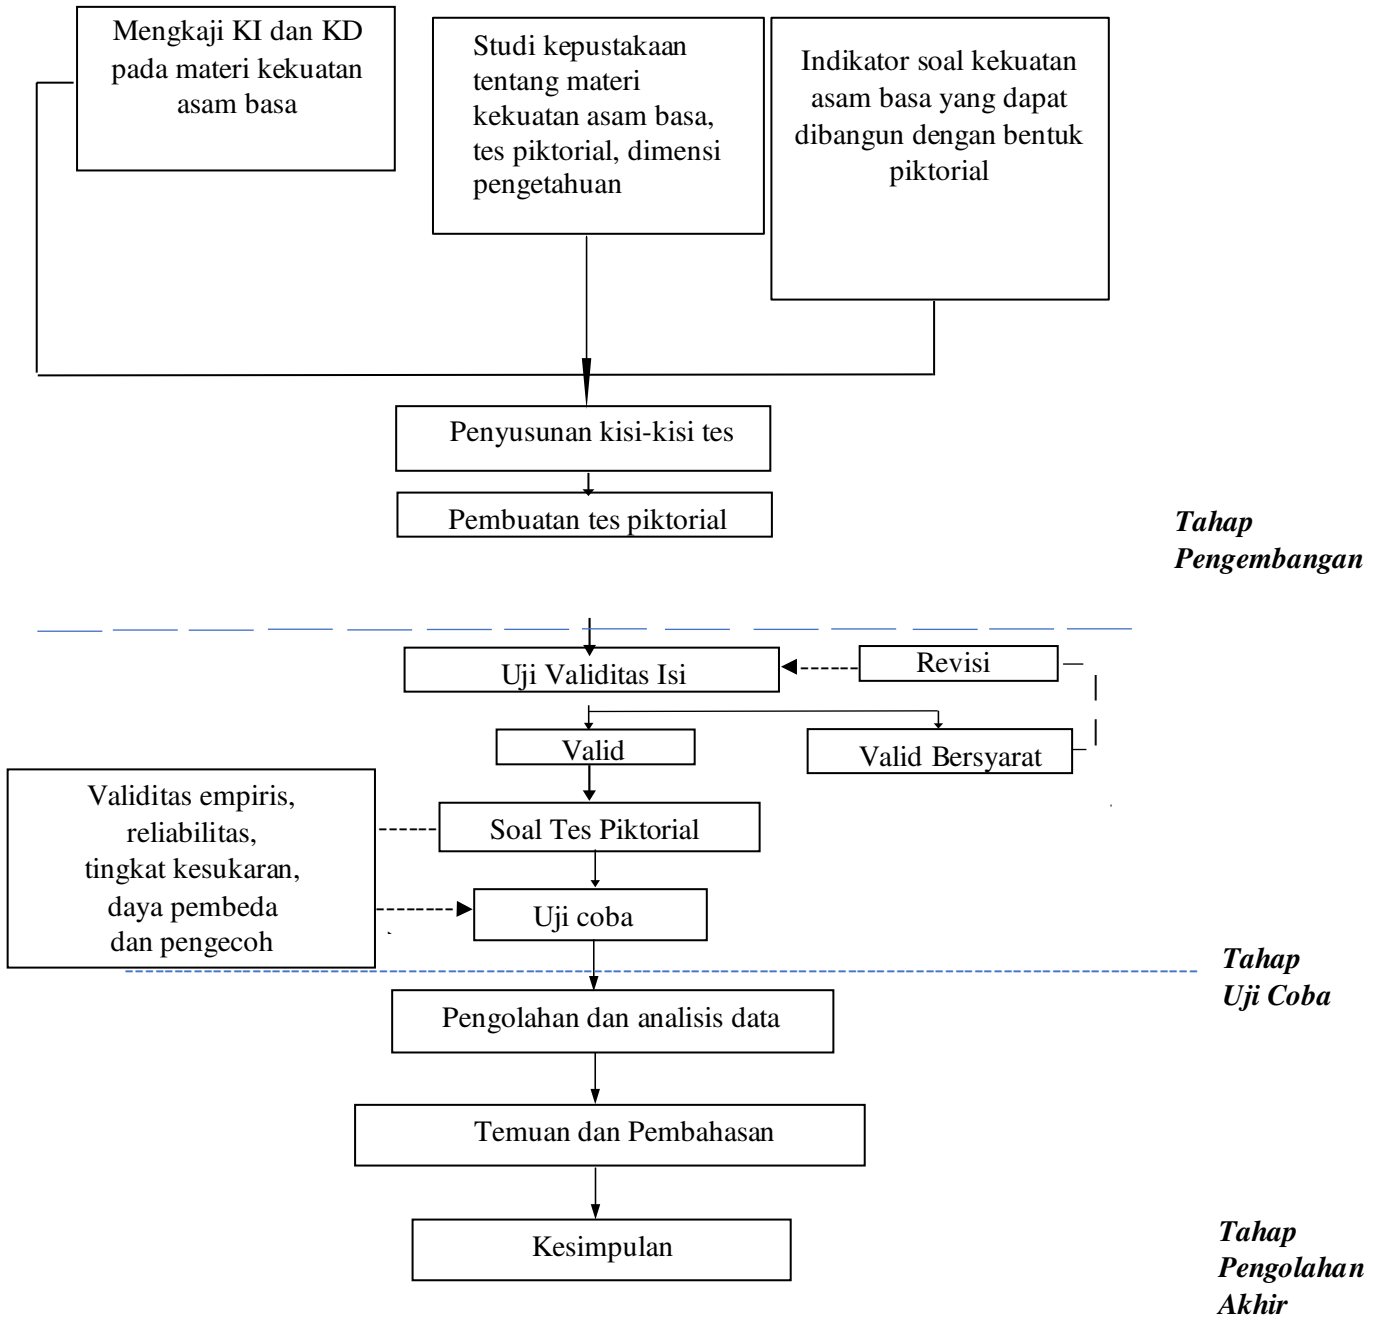 Mengkaji KI dan KD
pada materi kekuatan
asam basa
Studi kepustakaan
tentang materi
kekuatan asam basa,
tes piktorial, dimensi
pengetahuan
Indikator soal kekuatan
asam basa yang dapat
dibangun dengan bentuk
piktorial
Penyusunan kisi-kisi tes
Pembuatan tes piktorial
Tahap
Pengembangan
Uji Validitas Isi
Revisi
Valid
Valid Bersyarat
Validitas empiris,
reliabilitas,
tingkat kesukaran,
daya pembeda
dan pengecoh
Soal Tes Piktorial
Uji coba
Tahap
Uji Coba
Pengolahan dan analisis data
Temuan dan Pembahasan
Kesimpulan
Tahap
Pengolahan
Akhir